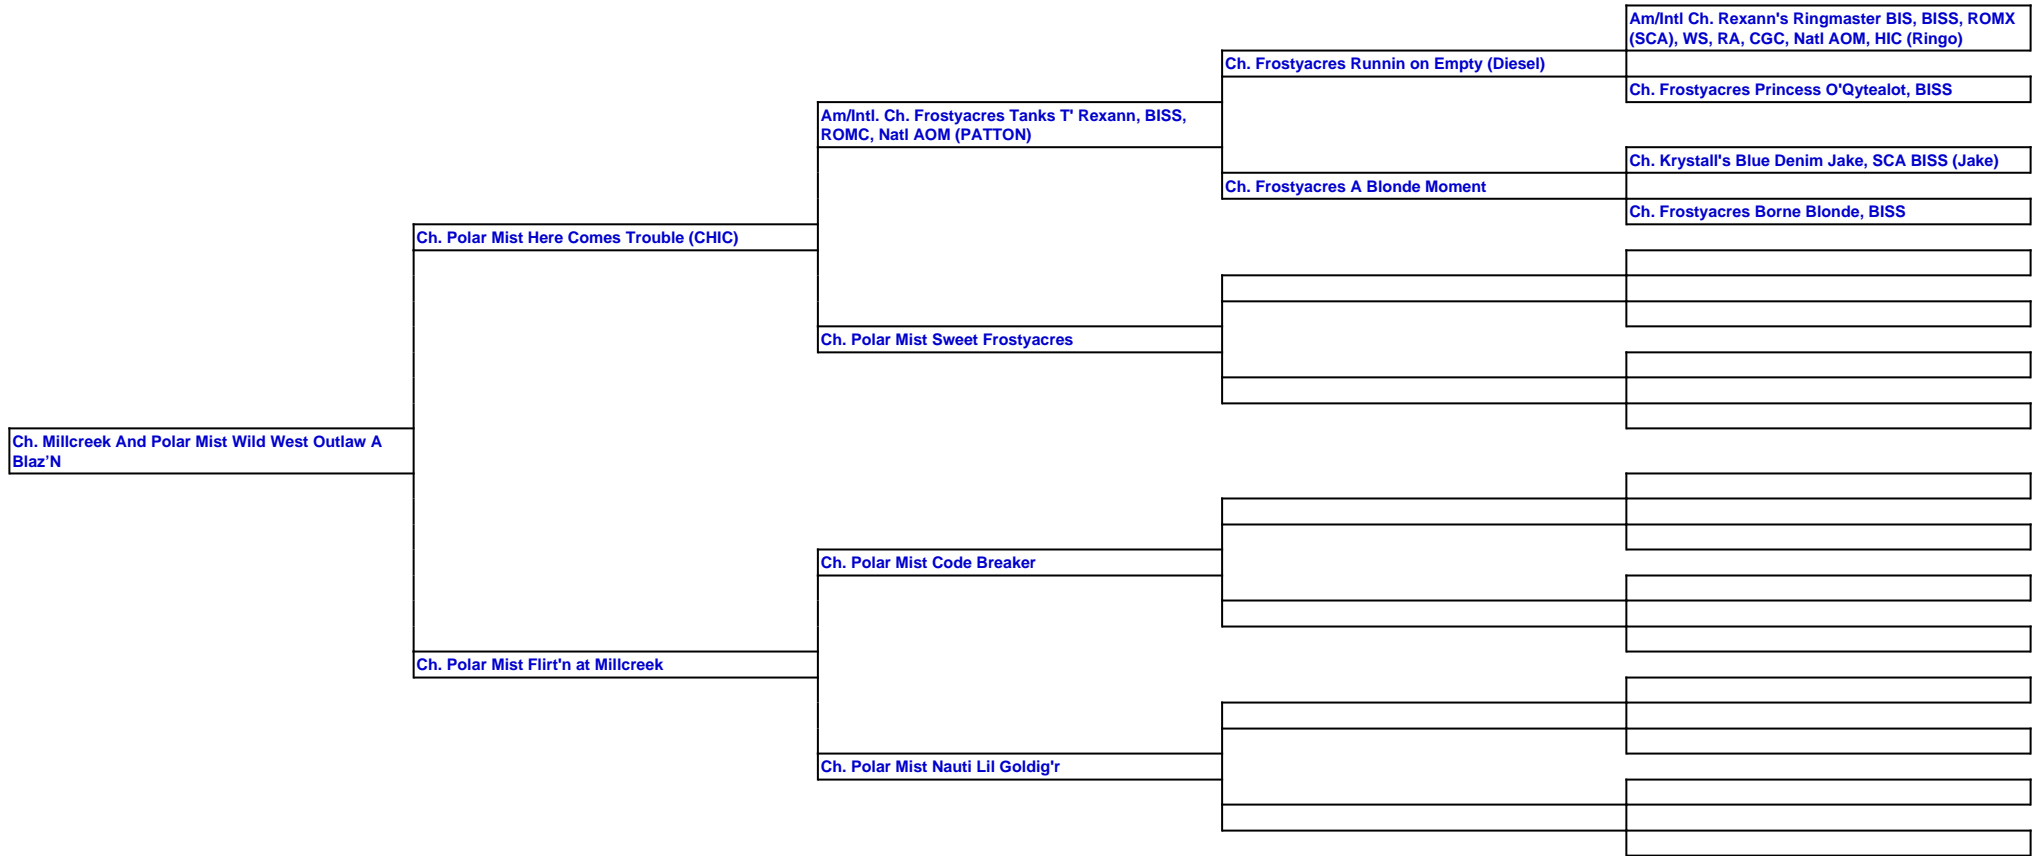 Am/Intl Ch. Rexann's Ringmaster BIS, BISS, ROMX
(SCA), WS, RA, CGC, Natl AOM, HIC (Ringo)
Ch. Frostyacres Runnin on Empty (Diesel)
Ch. Frostyacres Princess O'Qytealot, BISS
Am/Intl. Ch. Frostyacres Tanks T' Rexann, BISS,
ROMC, Natl AOM (PATTON)
Ch. Krystall's Blue Denim Jake, SCA BISS (Jake)
Ch. Frostyacres A Blonde Moment
Ch. Frostyacres Borne Blonde, BISS
Ch. Polar Mist Here Comes Trouble (CHIC)
Ch. Polar Mist Sweet Frostyacres
Ch. Millcreek And Polar Mist Wild West Outlaw A
Blaz’N
Ch. Polar Mist Code Breaker
Ch. Polar Mist Flirt'n at Millcreek
Ch. Polar Mist Nauti Lil Goldig'r